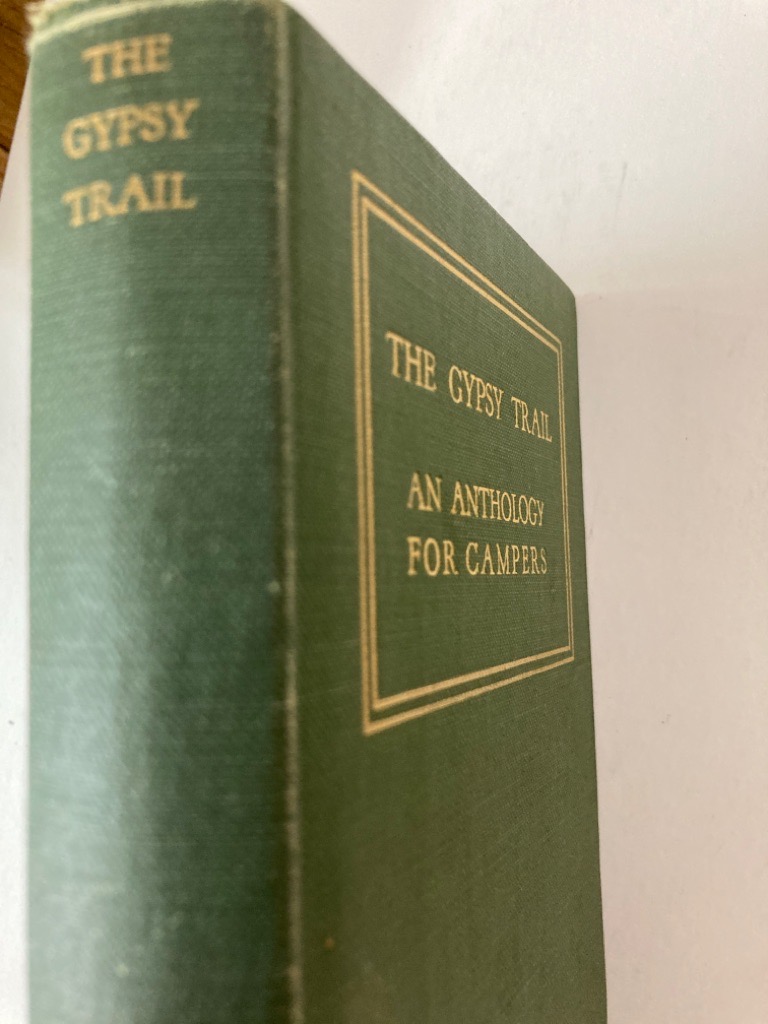 THE
GYPSY
TRAIL
THE GYPSY TRAIL
AN ANTHOLOGY
FOR CAMPERS